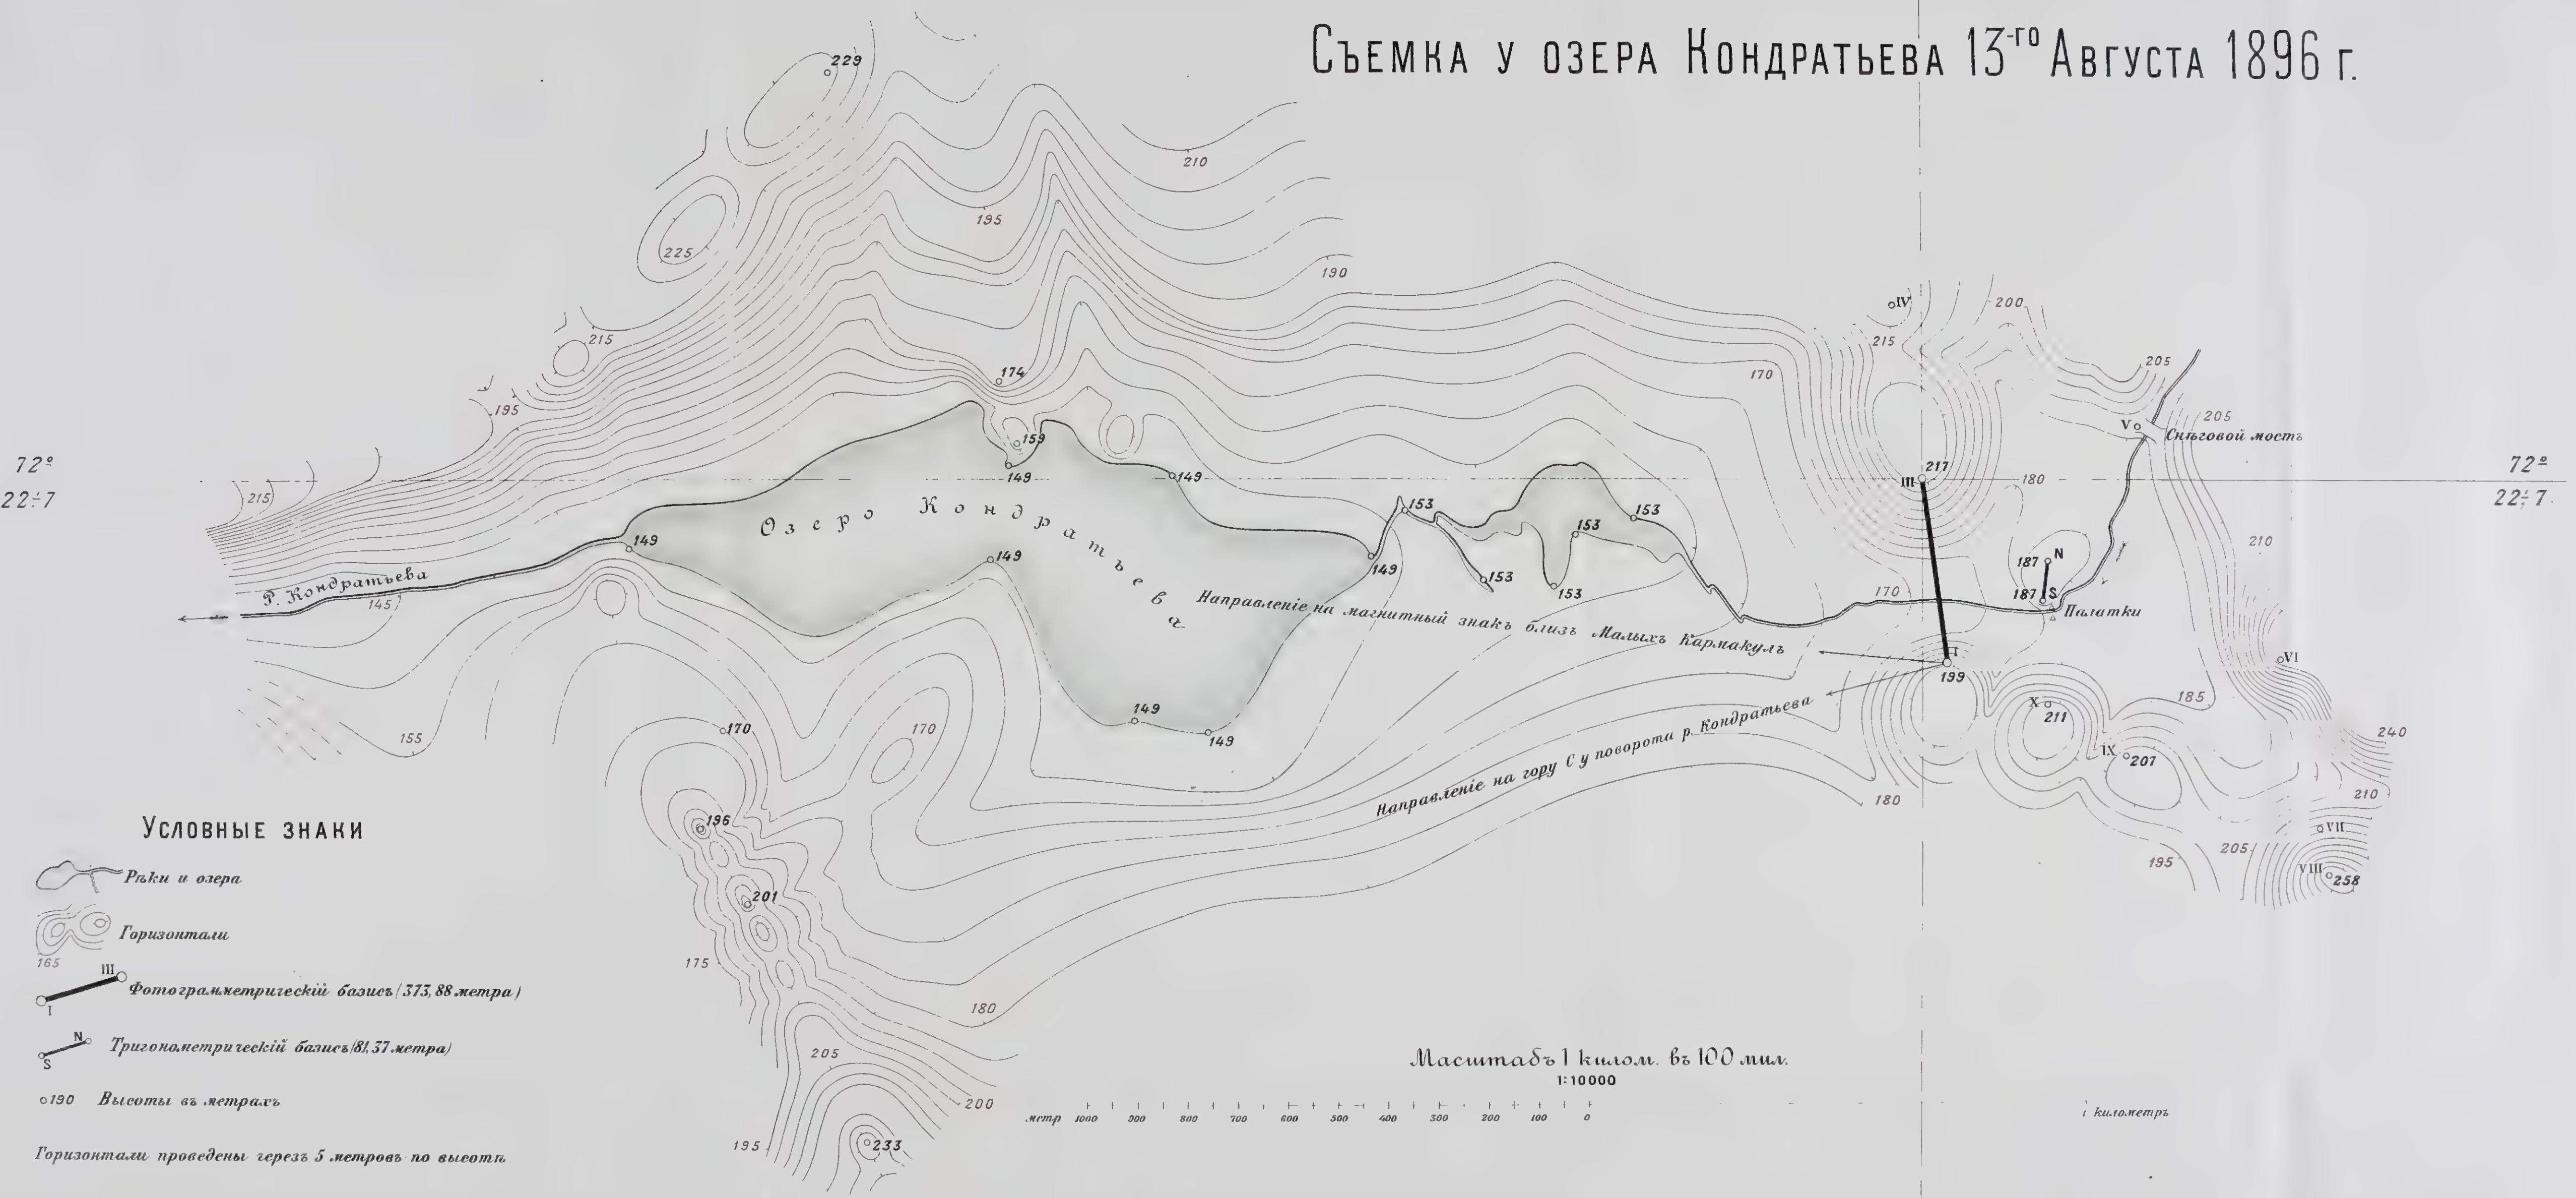 Съемка у озера Кондратьева 13-го Августа 1896 г.
229
210
195
225
190
IV
200
215
215
205
174
170
195
205
V
Снѣговой мостъ
159
72°
217
72°
149
149
III
180
22,′7
215
153
22,′7
Озеро Кондратьева
153
153
149
210
149
N
187
149
153
Р. Кондратьева
153
170
187
S
145
Направленіе на магнитный знакъ близъ Малыхъ Кармакулъ
Палатки
I
VI
199
185
149
X
211
170
170
149
155
Направленіе на гору С у поворота р. Кондратьева
240
IX
207
180
210
196
VII
205
195
VIII
258
201
175
180
205
200
195
233
Условные знаки
Рѣки и озера
Горизонтали
165
III
I
Фотограмметрическій базисъ (373,88 метра)
N
S
Тригонометрическій базисъ (81,37 метра)
190 Высоты въ метрахъ
Горизонтали проведены черезъ 5 метровъ по высотѣ
Масштабъ 1 килом. въ 100 мил.
1:10000
метр 1000 900 800 700 600 500 400 300 200 100 0
1 километръ